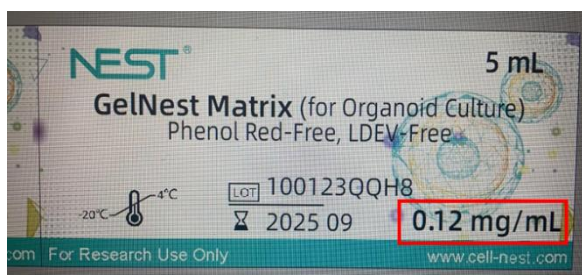 NEST®
5 mL
GelNest Matrix (for Organoid Culture)
Phenol Red-Free, LDEV-Free
-20℃ 4℃
LOT 100123QQH8
2025 09
0.12 mg/mL
com For Research Use Only
www.cell-nest.com